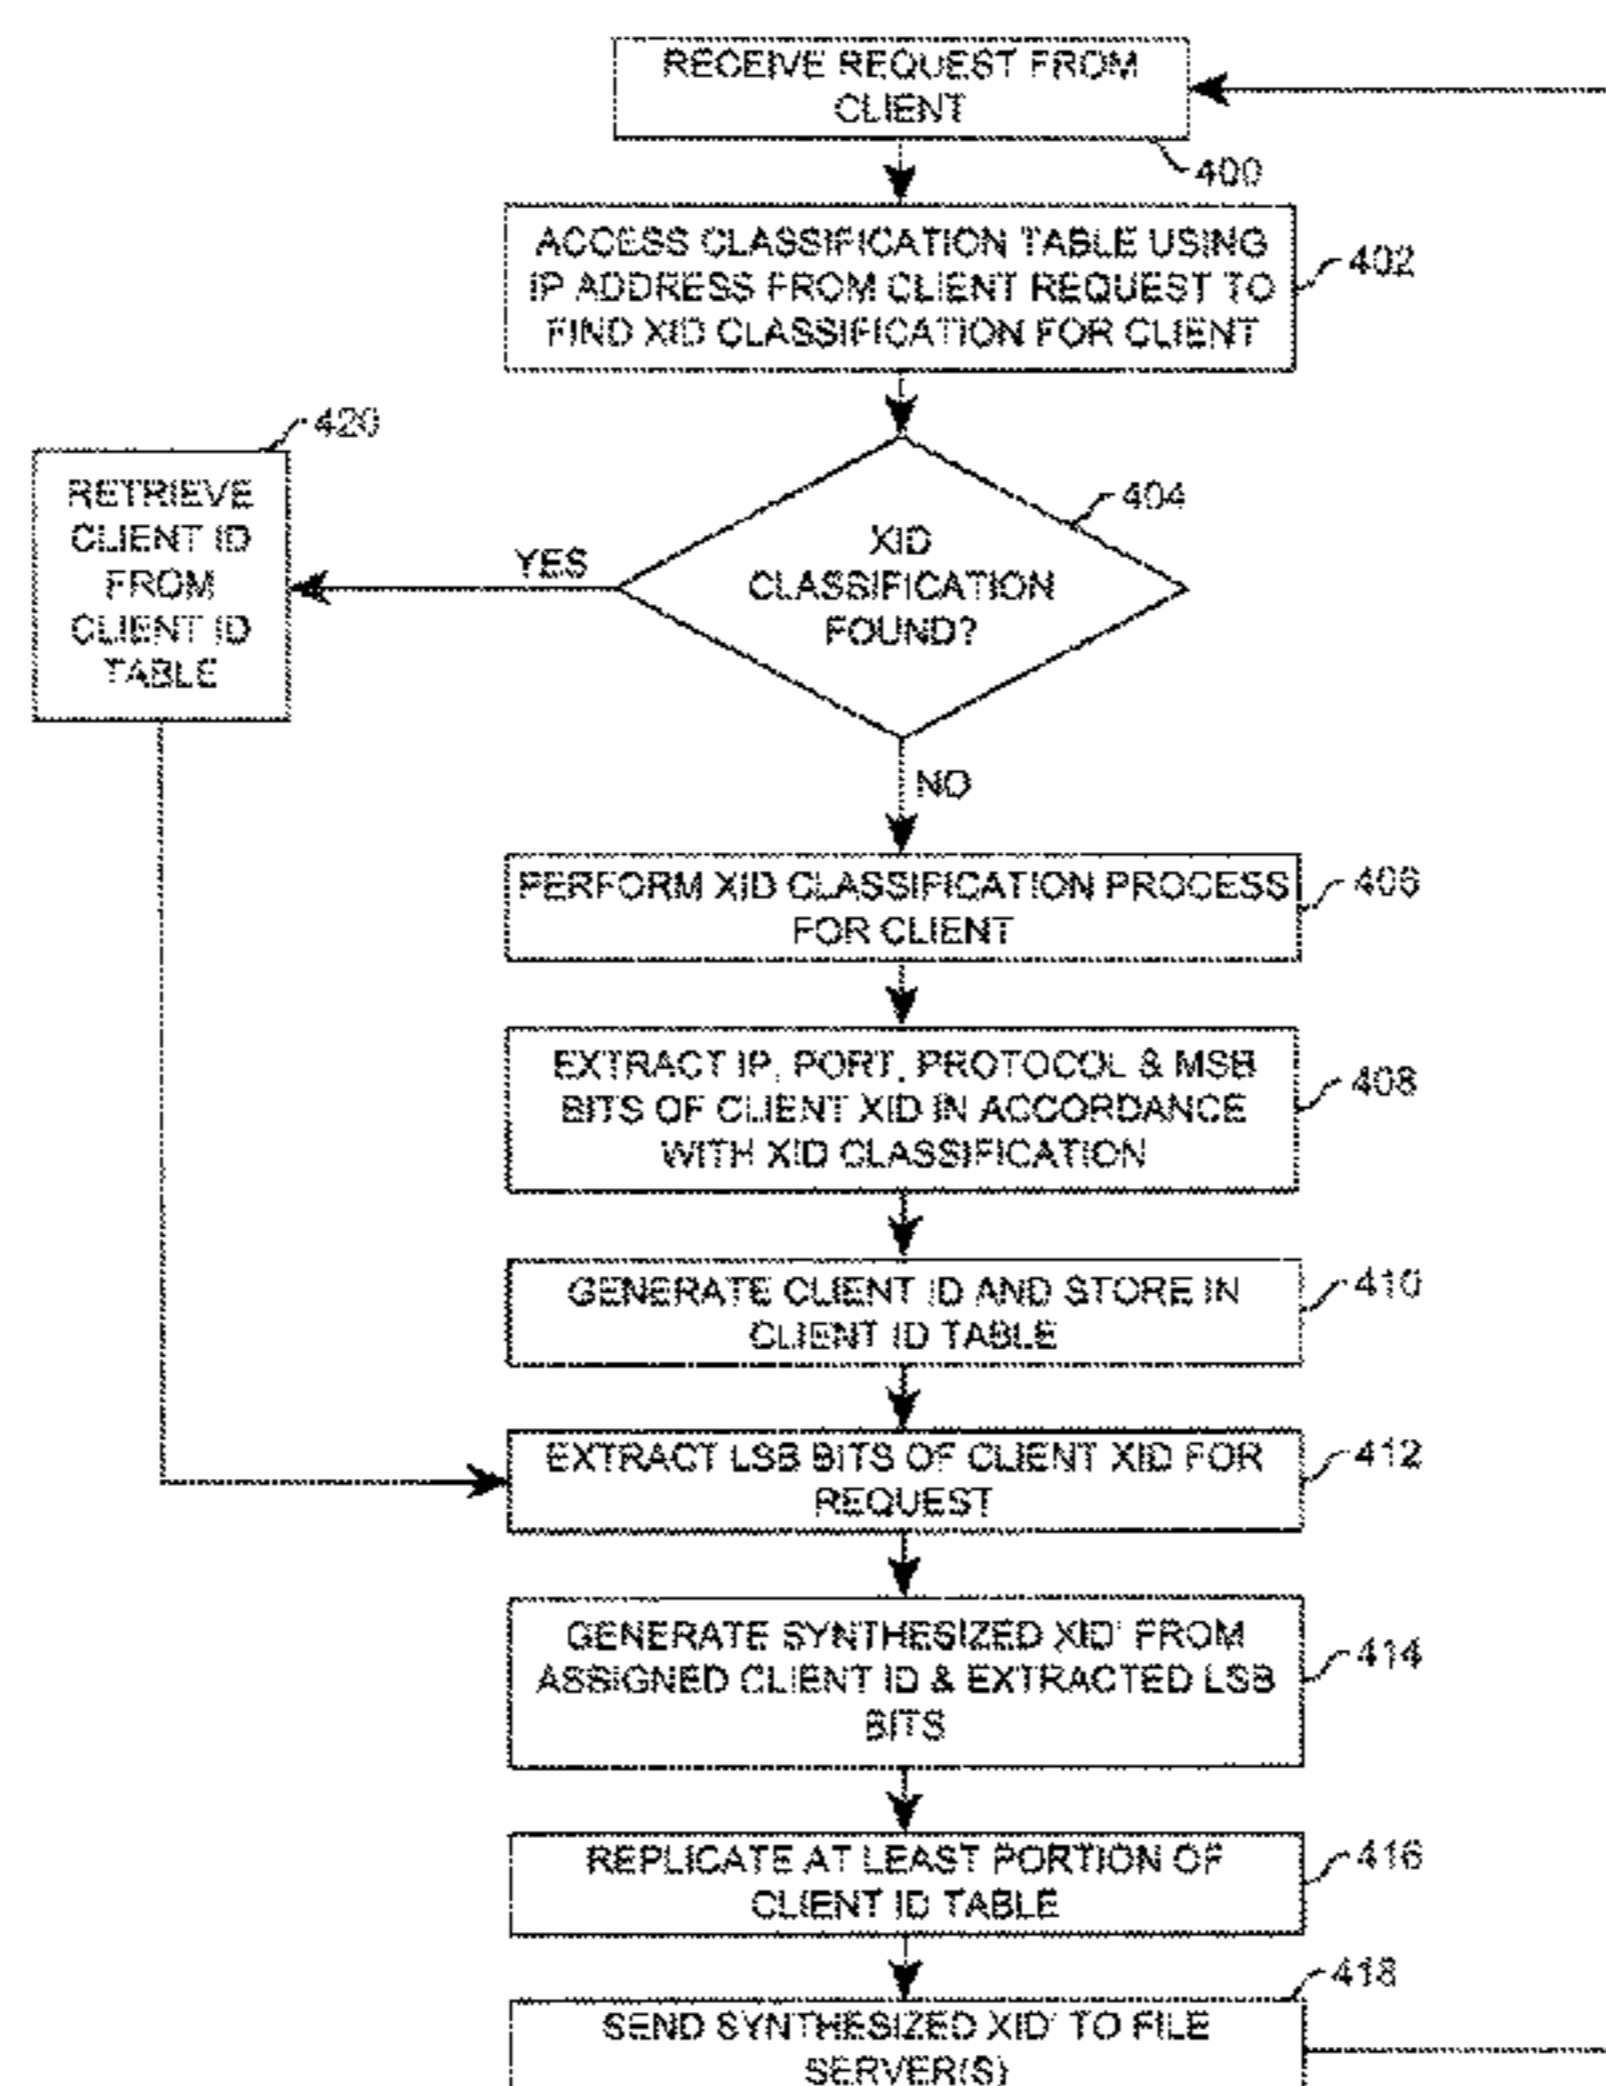 RECEIVE REQUEST FROM
CLIENT
400
ACCESS CLASSIFICATION TABLE USING
IP ADDRESS FROM CLIENT REQUEST TO
FIND XID CLASSIFICATION FOR CLIENT
402
420
RETRIEVE
CLIENT ID
FROM
CLIENT ID
TABLE
YES
404
XID
CLASSIFICATION
FOUND?
NO
PERFORM XID CLASSIFICATION PROCESS
FOR CLIENT
406
EXTRACT IP, PORT, PROTOCOL & MSB
BITS OF CLIENT XID IN ACCORDANCE
WITH XID CLASSIFICATION
408
GENERATE CLIENT ID AND STORE IN
CLIENT ID TABLE
410
EXTRACT LSB BITS OF CLIENT XID FOR
REQUEST
412
GENERATE SYNTHESIZED XID' FROM
ASSIGNED CLIENT ID & EXTRACTED LSB
BITS
414
REPLICATE AT LEAST PORTION OF
CLIENT ID TABLE
416
418
SEND SYNTHESIZED XID' TO FILE
SERVER(S)